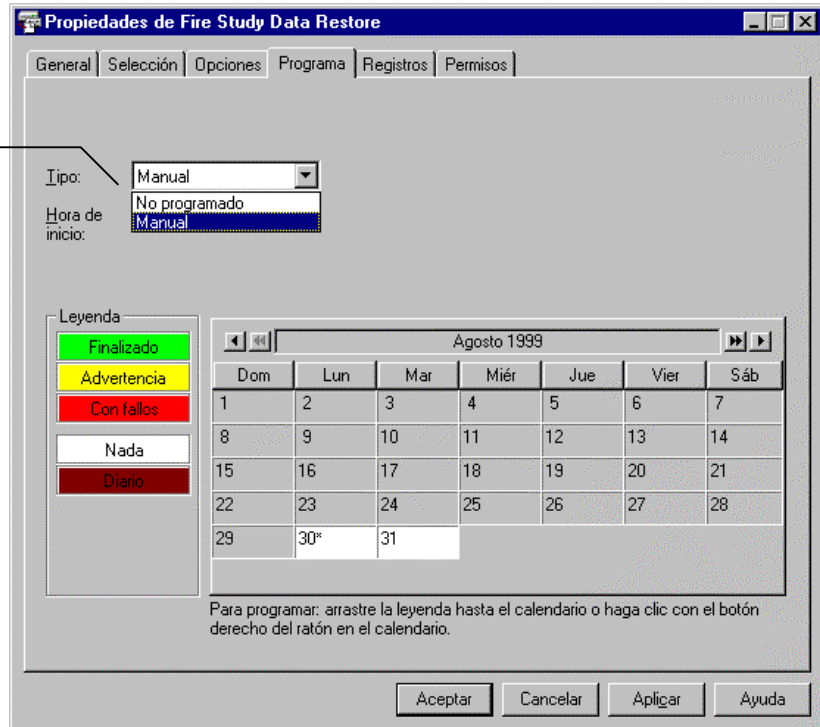 Propiedades de Fire Study Data Restore
General Selección Opciones Programa Registros Permisos
Tipo: Manual
No programado
Hora de inicio:
Manual
Leyenda
Finalizado
Advertencia
Con fallos
Nada
Diario
Agosto 1999
Dom Lun Mar Miér Jue Vier Sáb
1 2 3 4 5 6 7
8 9 10 11 12 13 14
15 16 17 18 19 20 21
22 23 24 25 26 27 28
29 30* 31
Para programar: arrastre la leyenda hasta el calendario o haga clic con el botón
derecho del ratón en el calendario.
Aceptar Cancelar Aplicar Ayuda